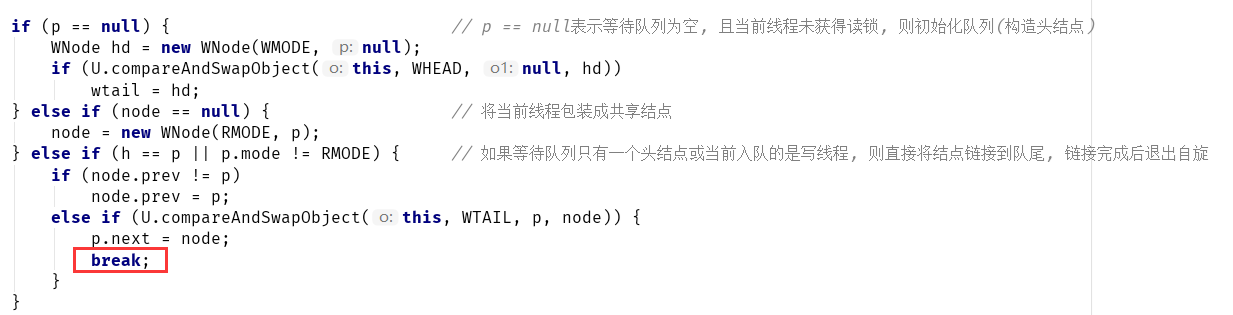 if (p == null) { // p == null表示等待队列为空, 且当前线程未获得读锁, 则初始化队列(构造头结点)
WNode hd = new WNode(WMODE, p: null);
if (U.compareAndSwapObject( o: this, WHEAD, o1: null, hd))
wtail = hd;
} else if (node == null) { // 将当前线程包装成共享结点
node = new WNode(RMODE, p);
} else if (h == p || p.mode != RMODE) { // 如果等待队列只有一个头结点或当前入队的是写线程, 则直接将结点链接到队尾, 链接完成后退出自旋
if (node.prev != p)
node.prev = p;
else if (U.compareAndSwapObject( o: this, WTAIL, p, node)) {
p.next = node;
break;
}
}